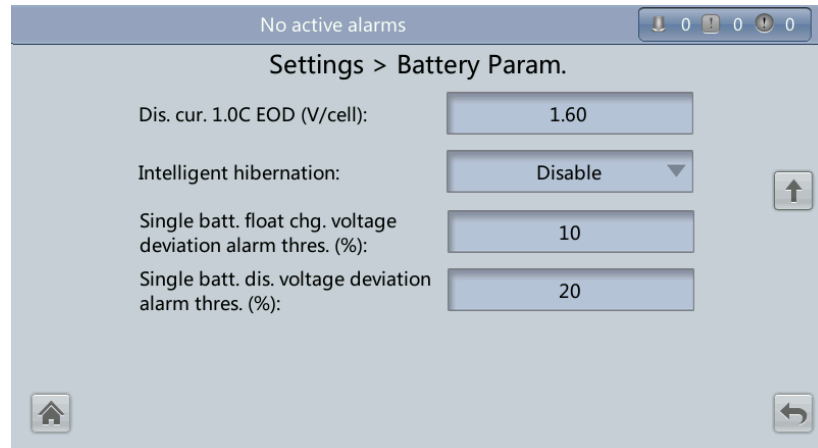 No active alarms 0 0 0
Settings > Battery Param.
Dis. cur. 1.0C EOD (V/cell): 1.60
Intelligent hibernation: Disable
Single batt. float chg. voltage
deviation alarm thres. (%): 10
Single batt. dis. voltage deviation
alarm thres. (%): 20